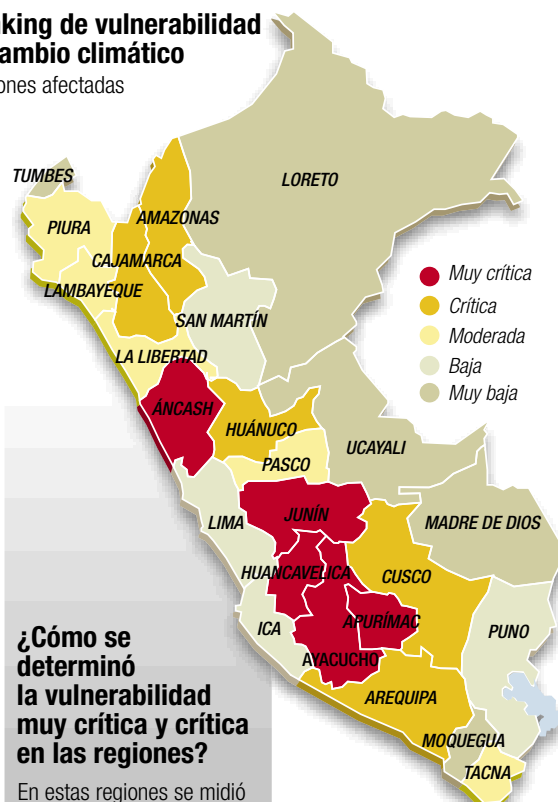 nking de vulnerabilidad
ambio climático
ones afectadas
TUMBES
LORETO
PIURA
AMAZONAS
CAJAMARCA
LAMBAYEQUE
SAN MARTÍN
LA LIBERTAD
Muy crítica
Crítica
Moderada
Baja
Muy baja
ÁNCASH
HUÁNUCO
UCAYALI
PASCO
LIMA
JUNÍN
MADRE DE DIOS
HUANCAVELICA
CUSCO
ICA
APURÍMAC
PUNO
AYACUCHO
AREQUIPA
MOQUEGUA
TACNA
¿Cómo se
determinó
la vulnerabilidad
muy crítica y crítica
en las regiones?
En estas regiones se midió